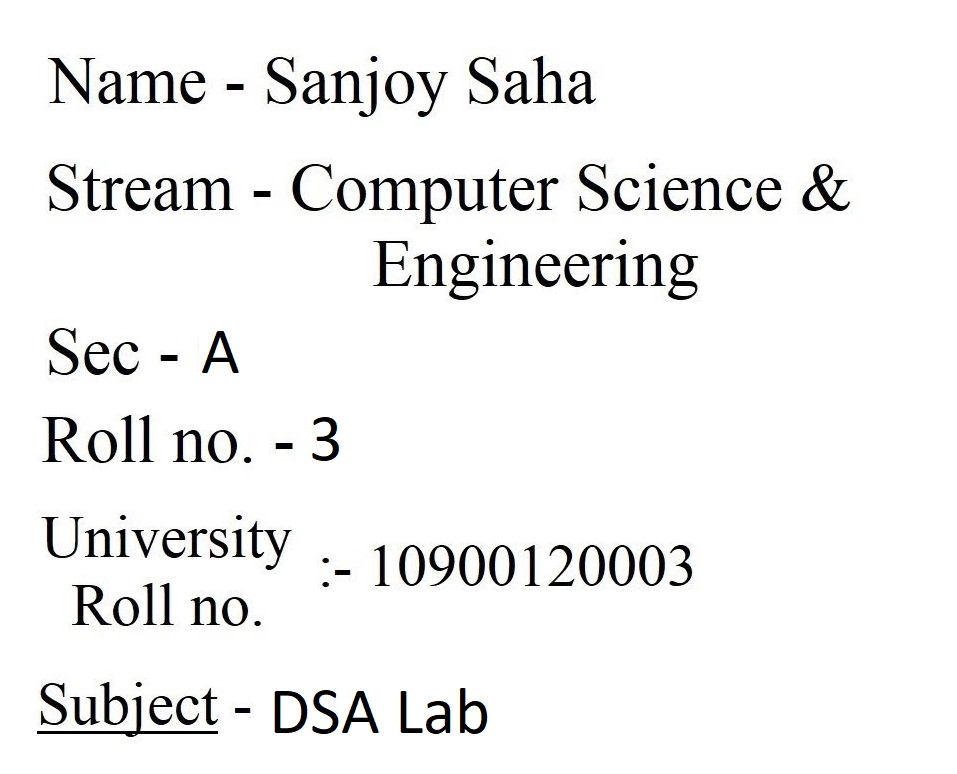 Name - Sanjoy Saha
Stream - Computer Science &
Engineering
Sec - A
Roll no. - 3
University
Roll no. :- 10900120003
Subject - DSA Lab